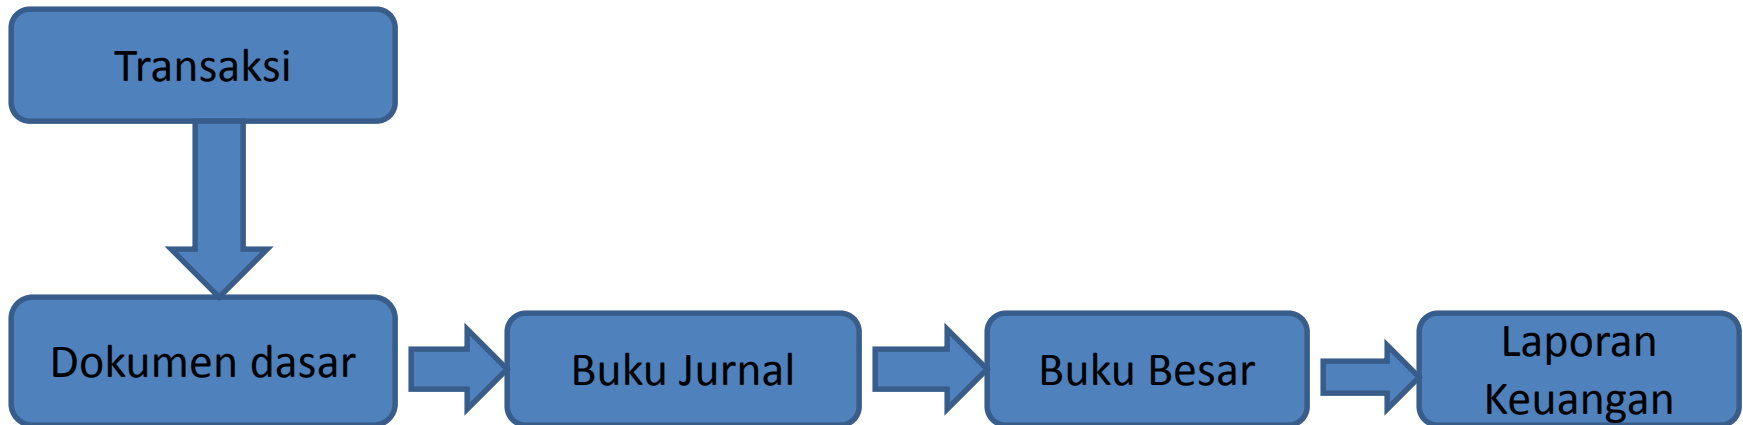 Transaksi
Dokumen dasar
Buku Jurnal
Buku Besar
Laporan
Keuangan